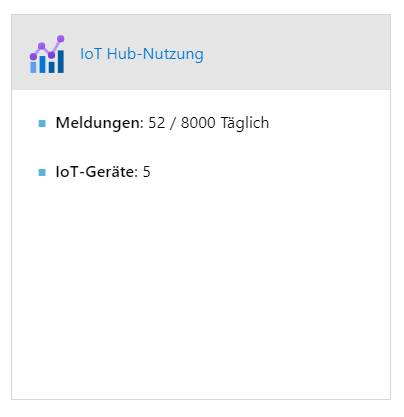 IoT Hub-Nutzung
Meldungen: 52 / 8000 Täglich
IoT-Geräte: 5